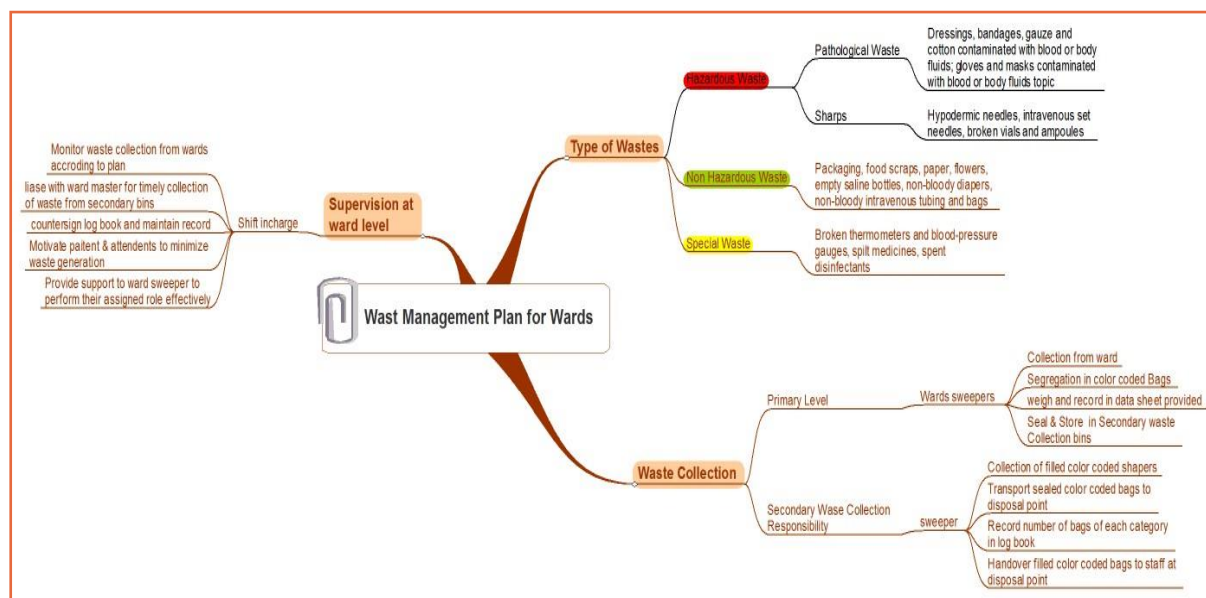 Wast Management Plan for Wards
Type of Wastes
Hazardous Waste
Pathological Waste
Dressings, bandages, gauze and
cotton contaminated with blood or body
fluids; gloves and masks contaminated
with blood or body fluids topic
Sharps
Hypodermic needles, intravenous set
needles, broken vials and ampoules
Non Hazardous Waste
Packaging, food scraps, paper, flowers,
empty saline bottles, non-bloody diapers,
non-bloody intravenous tubing and bags
Special Waste
Broken thermometers and blood-pressure
gauges, spilt medicines, spent
disinfectants
Waste Collection
Primary Level
Wards sweepers
Collection from ward
Segregation in color coded Bags
weigh and record in data sheet provided
Seal & Store in Secondary waste
Collection bins
Secondary Wase Collection
Responsibility
sweeper
Collection of filled color coded shapers
Transport sealed color coded bags to
disposal point
Record number of bags of each category
in log book
Handover filled color coded bags to staff at
disposal point
Supervision at
ward level
Shift incharge
Monitor waste collection from wards
accroding to plan
liase with ward master for timely collection
of waste from secondary bins
countersign log book and maintain record
Motivate paitent & attendents to minimize
waste generation
Provide support to ward sweeper to
perform their assigned role effectively